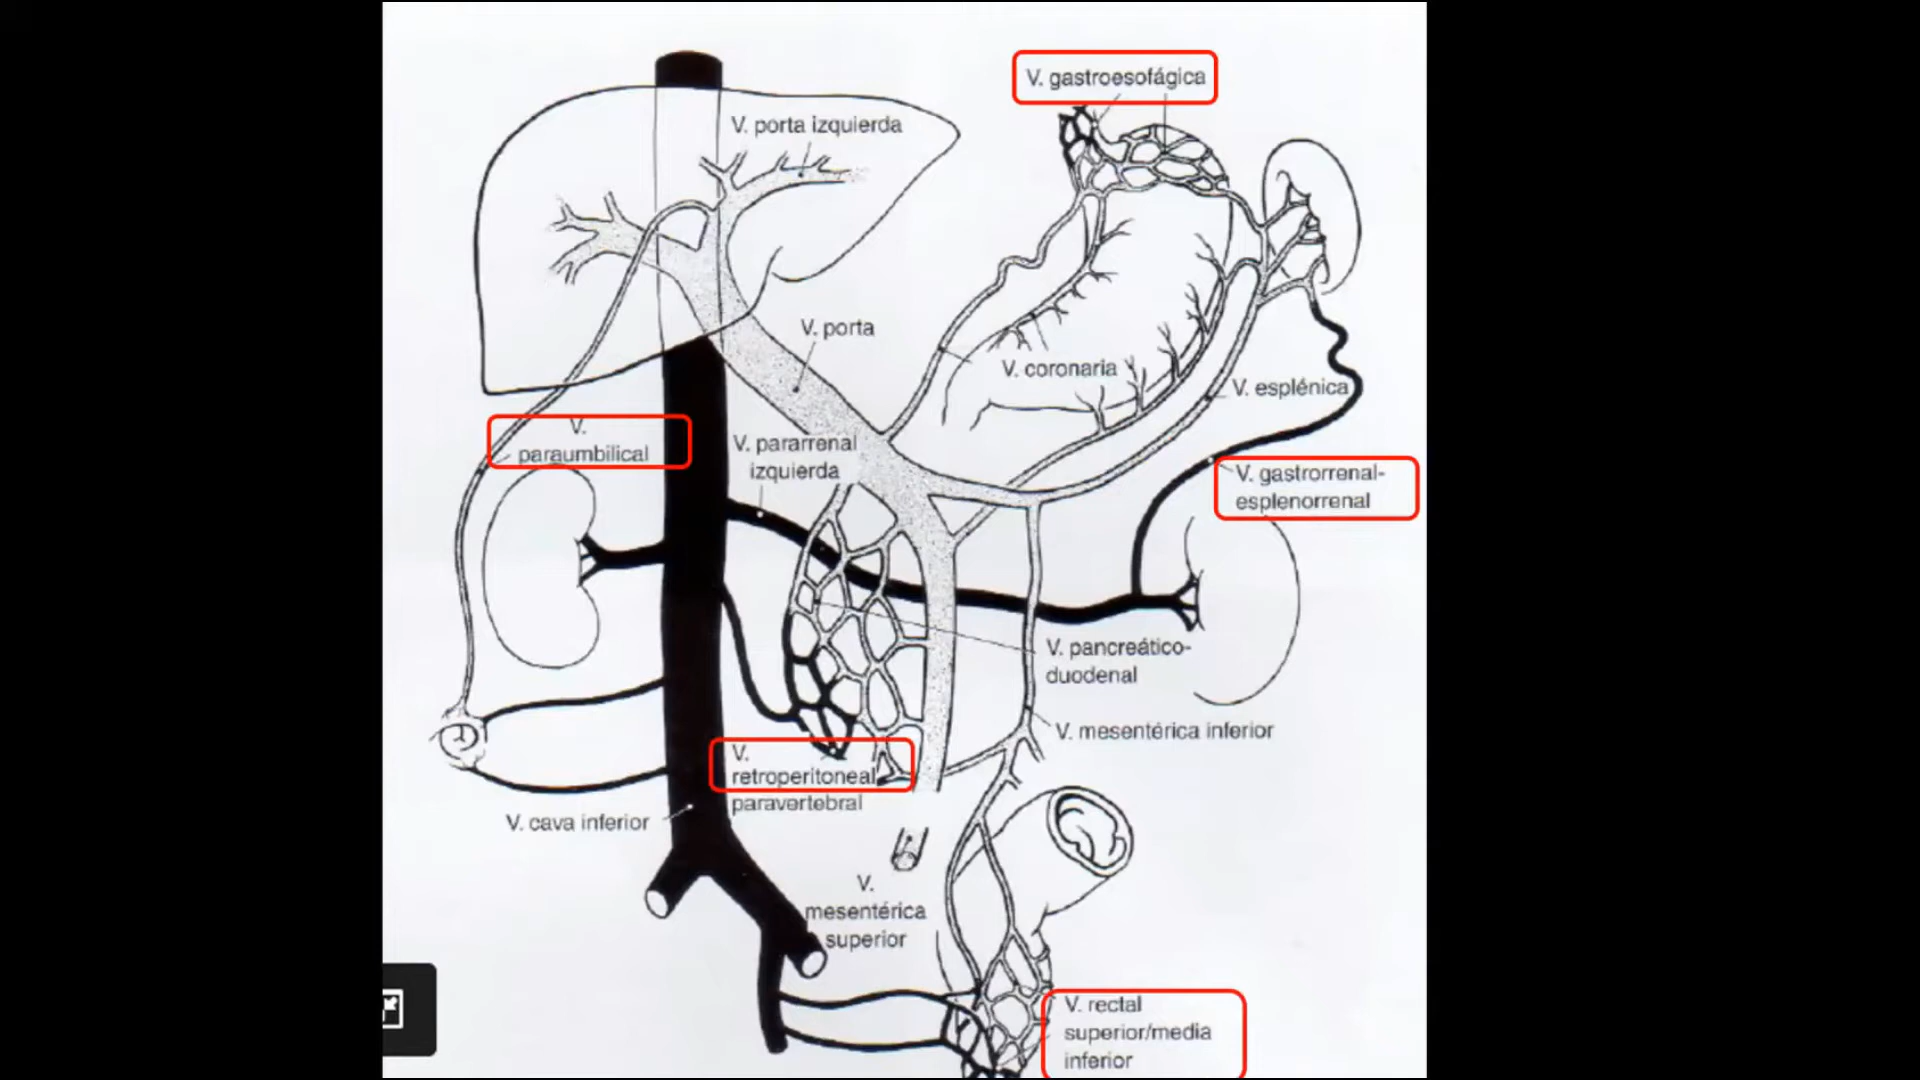 V. gastroesofágica
V. porta izquierda
V. porta
V. coronaria
V. esplénica
V.
paraumbilical
V. pararrenal
izquierda
V. gastrorrenal-
esplenorrenal
V. pancreático-
duodenal
V. mesentérica inferior
V.
retroperitoneal
paravertebral
V. cava inferior
V.
mesentérica
superior
V. rectal
superior/media
inferior